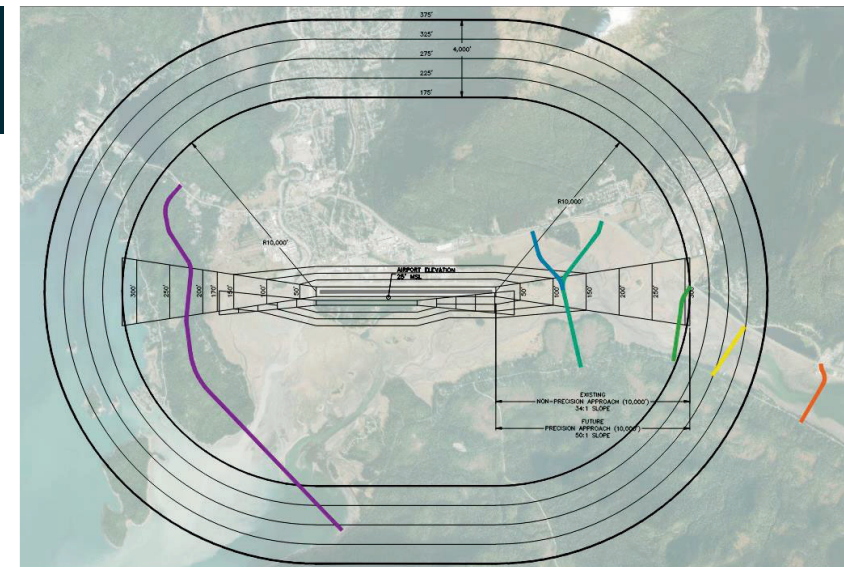 375'
325'
4,000'
275'
225'
175'
R10,000'
R10,000'
AIRPORT ELEVATION
25' MSL
300'
250'
200'
170'
150'
100'
50'
50'
100'
150'
200'
250'
300'
EXISTING
NON-PRECISION APPROACH (10,000')
34:1 SLOPE
FUTURE
PRECISION APPROACH (10,000')
50:1 SLOPE